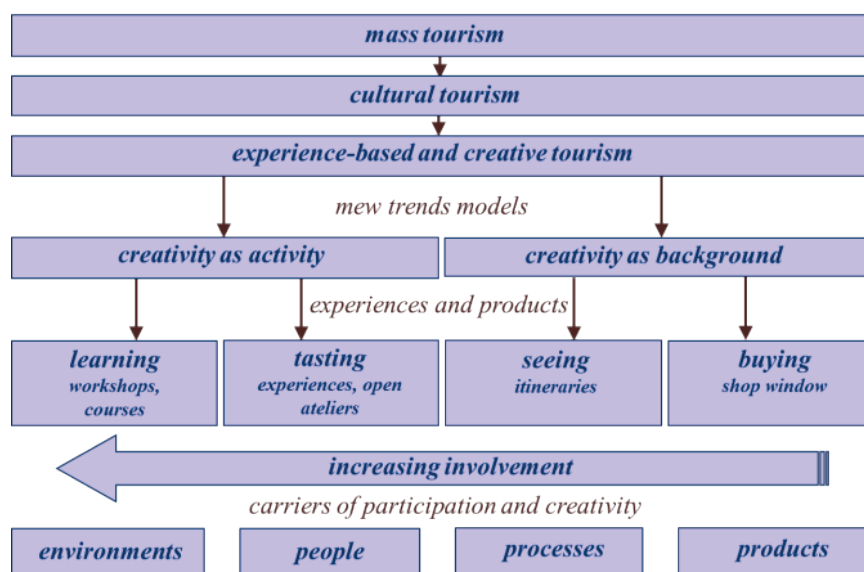 mass tourism
cultural tourism
experience-based and creative tourism
mew trends models
creativity as activity
creativity as background
experiences and products
learning
workshops,
courses
tasting
experiences, open
ateliers
seeing
itineraries
buying
shop window
increasing involvement
carriers of participation and creativity
environments
people
processes
products